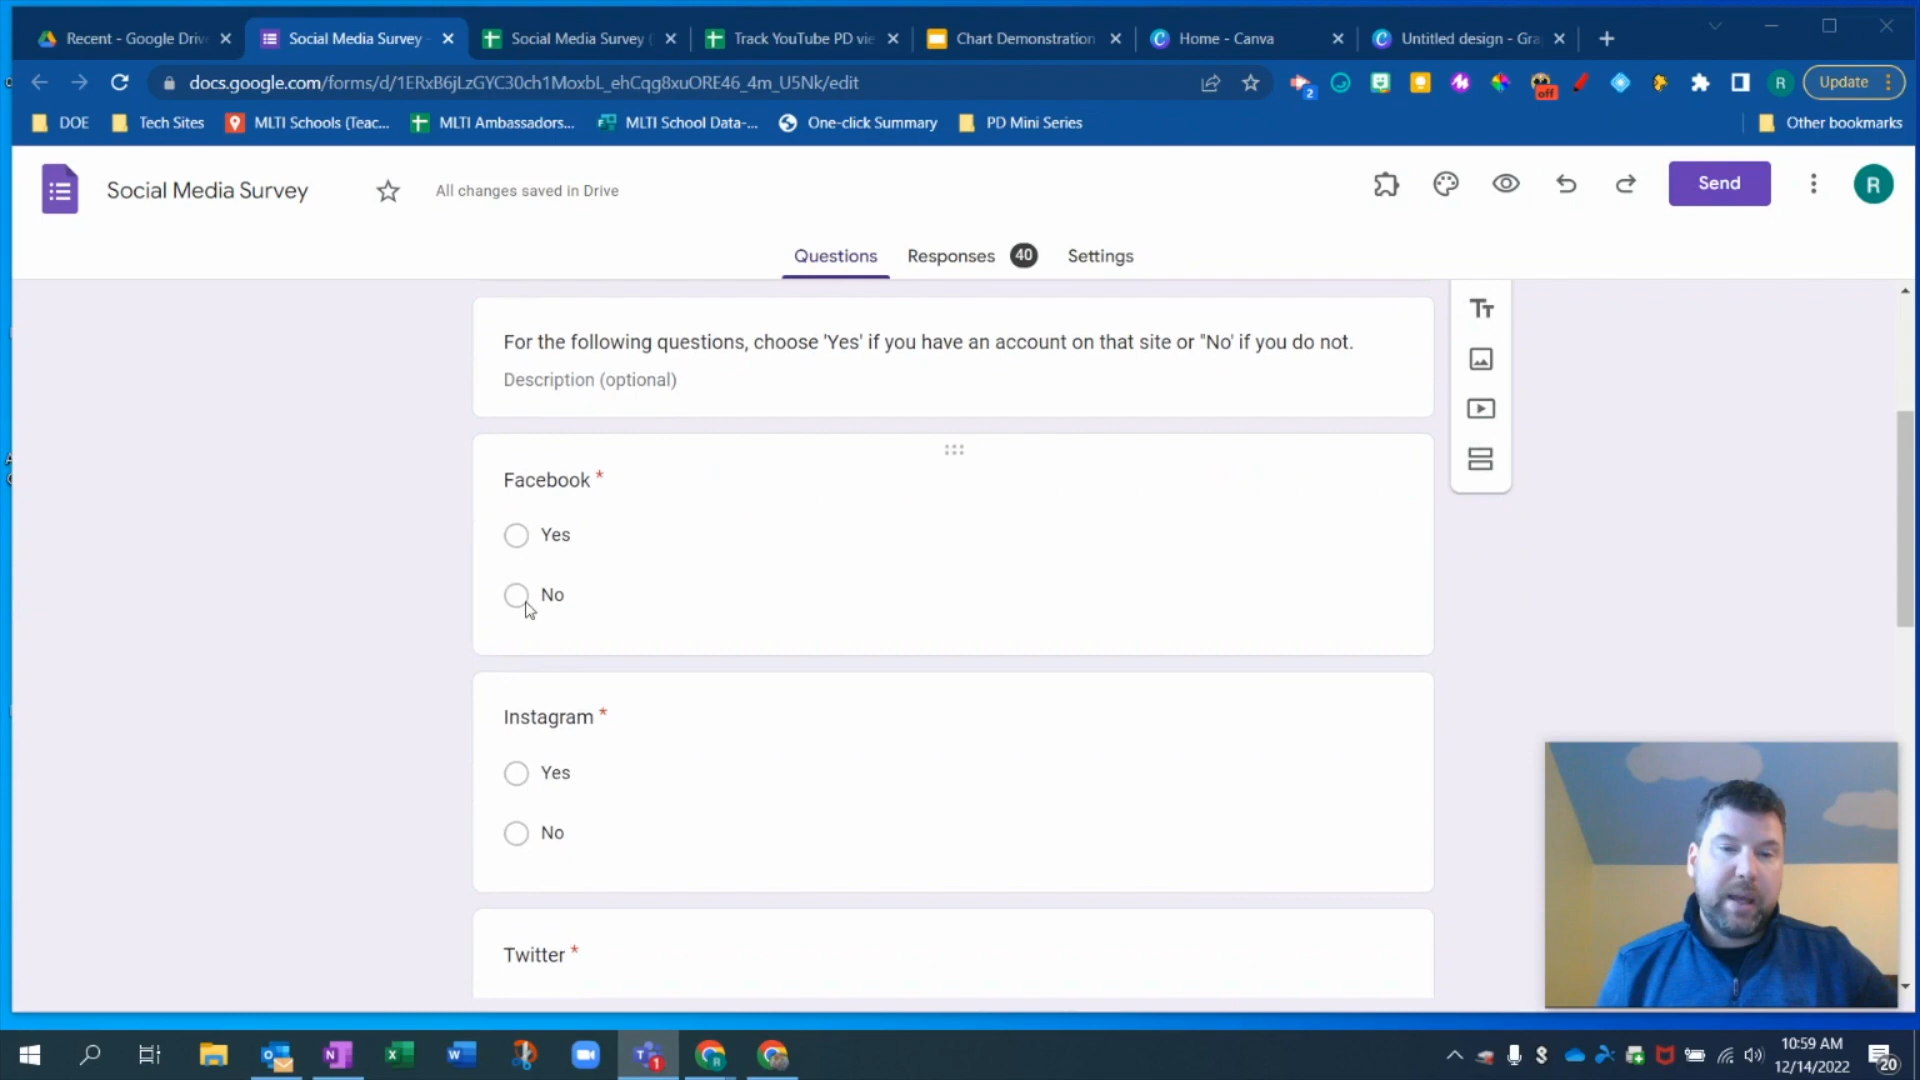 Recent - Google Driv
Social Media Survey -
Social Media Survey (
Track YouTube PD vie
Chart Demonstration
Home - Canva
Untitled design - Gra
docs.google.com/forms/d/1ERxB6jLzGYC30ch1MoxbL_ehCqg8xuORE46_4m_U5Nk/edit
2
off
R
Update
DOE
Tech Sites
MLTI Schools (Teac...
MLTI Ambassadors...
MLTI School Data-...
One-click Summary
PD Mini Series
Other bookmarks
Social Media Survey
All changes saved in Drive
Send
R
Questions
Responses 40
Settings
For the following questions, choose 'Yes' if you have an account on that site or "No' if you do not.
Description (optional)
Facebook *
Yes
No
Instagram *
Yes
No
Twitter *
10:59 AM
12/14/2022
20